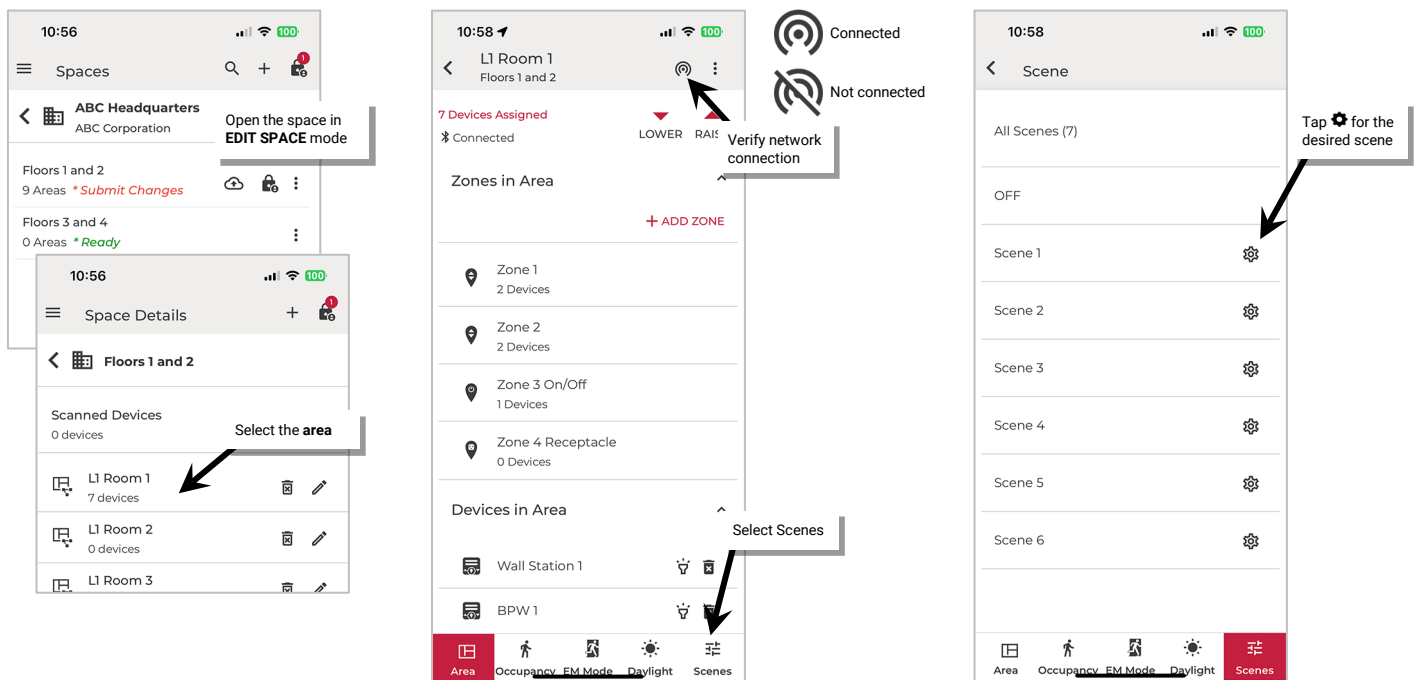 10:56
100
Spaces
1
ABC Headquarters
ABC Corporation
Open the space in
EDIT SPACE mode
Floors 1 and 2
9 Areas * Submit Changes
Floors 3 and 4
0 Areas * Ready
10:56
100
Space Details
1
Floors 1 and 2
Scanned Devices
0 devices
Select the area
L1 Room 1
7 devices
L1 Room 2
0 devices
L1 Room 3
10:58
100
L1 Room 1
Floors 1 and 2
Connected
Not connected
7 Devices Assigned
Connected
LOWER
Verify network
connection
Zones in Area
+ ADD ZONE
Zone 1
2 Devices
Zone 2
2 Devices
Zone 3 On/Off
1 Devices
Zone 4 Receptacle
0 Devices
Devices in Area
Select Scenes
Wall Station 1
BPW 1
Area Occupancy EM Mode Daylight Scenes
10:58
100
Scene
All Scenes (7)
Tap for the
desired scene
OFF
Scene 1
Scene 2
Scene 3
Scene 4
Scene 5
Scene 6
Area Occupancy EM Mode Daylight Scenes